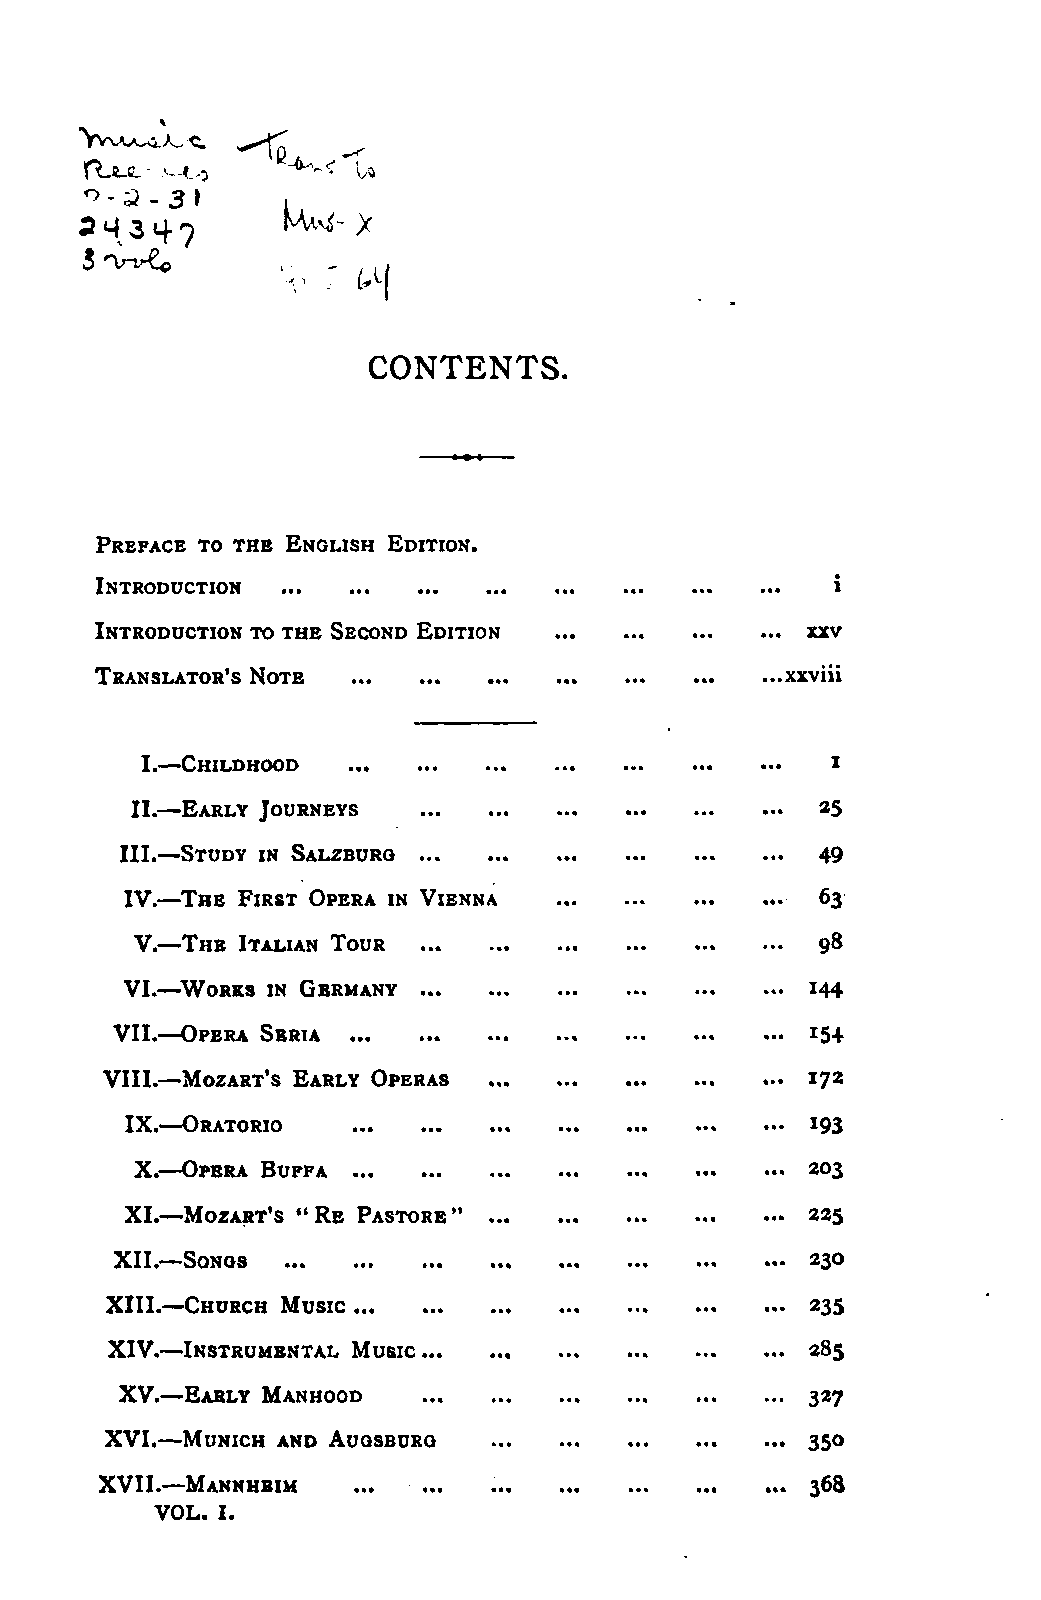 Music
Reeves
2-2-31
24347
3 vols
Trans to
Mus-X
64
CONTENTS.
PREFACE TO THE ENGLISH EDITION.
INTRODUCTION ... ... ... ... ... ... ... ... i
INTRODUCTION TO THE SECOND EDITION ... ... ... ... xxv
TRANSLATOR'S NOTE ... ... ... ... ... ... ...xxviii
I.—CHILDHOOD ... ... ... ... ... ... ... 1
II.—EARLY JOURNEYS ... ... ... ... ... ... 25
III.—STUDY IN SALZBURG ... ... ... ... ... ... 49
IV.—THE FIRST OPERA IN VIENNA ... ... ... ... 63
V.—THE ITALIAN TOUR ... ... ... ... ... ... 98
VI.—WORKS IN GERMANY ... ... ... ... ... ... 144
VII.—OPERA SERIA ... ... ... ... ... ... ... 154
VIII.—MOZART'S EARLY OPERAS ... ... ... ... ... 172
IX.—ORATORIO ... ... ... ... ... ... ... 193
X.—OPERA BUFFA ... ... ... ... ... ... ... 203
XI.—MOZART'S "RE PASTORE" ... ... ... ... ... 225
XII.—SONGS ... ... ... ... ... ... ... ... 230
XIII.—CHURCH MUSIC ... ... ... ... ... ... ... 235
XIV.—INSTRUMENTAL MUSIC ... ... ... ... ... ... 285
XV.—EARLY MANHOOD ... ... ... ... ... ... 327
XVI.—MUNICH AND AUGSBURG ... ... ... ... ... 350
XVII.—MANNHEIM ... ... ... ... ... ... ... 368
VOL. I.